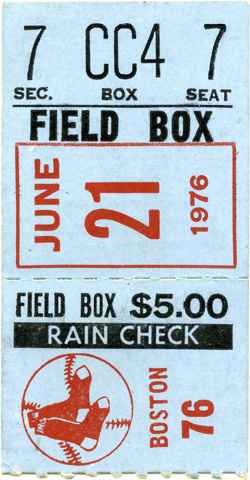 7 CC4 7
SEC. BOX SEAT
FIELD BOX
JUNE 21 1976
FIELD BOX $5.00
RAIN CHECK
BOSTON 76